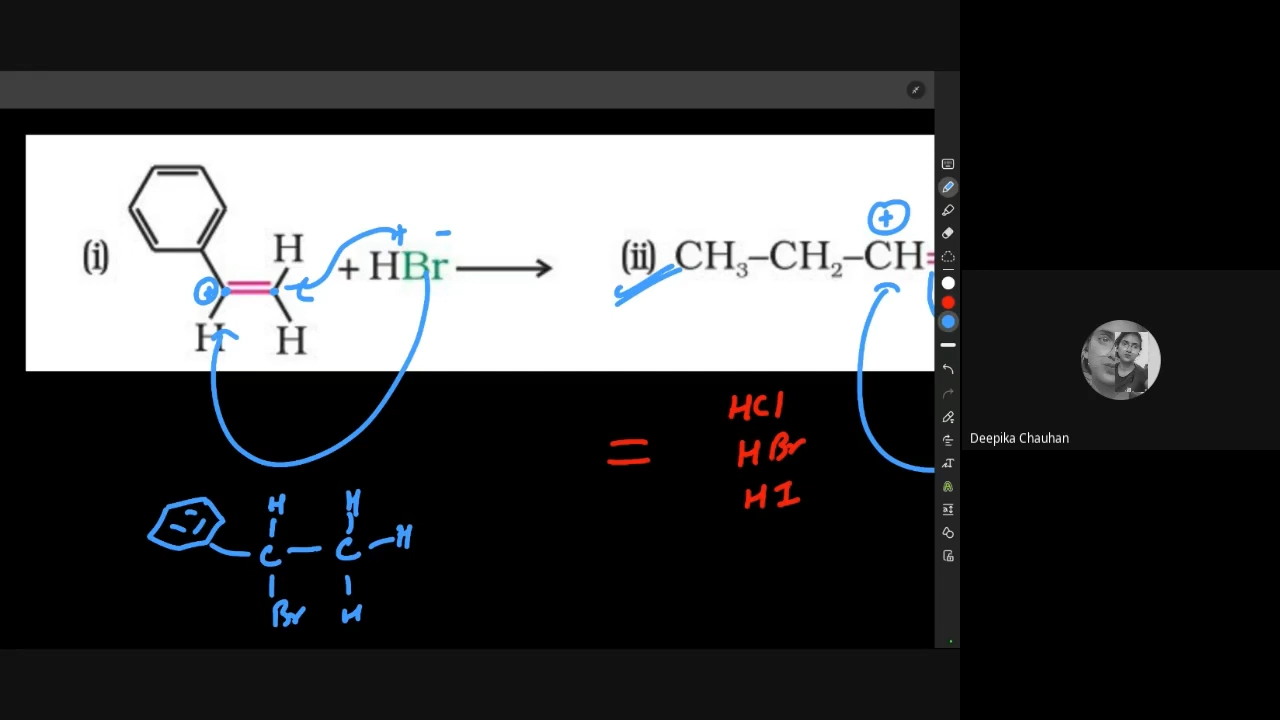 (i)
H
+ HBr
H
H
+
-
+
(ii) CH₃–CH₂–CH=
+
HCl
= HBr
HI
H H
C – C – H
Br H
Deepika Chauhan